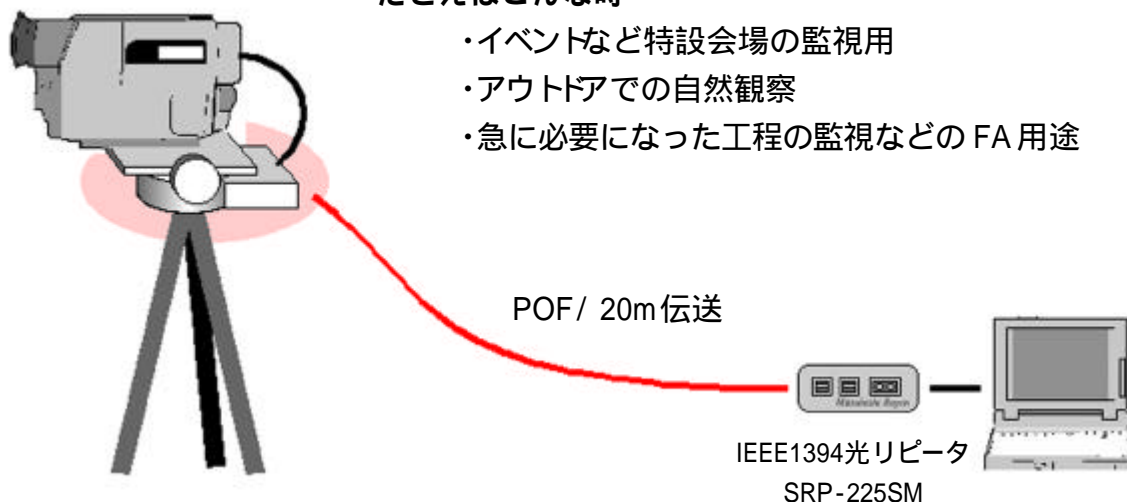 ・イベントなど特設会場の監視用
・アウトドアでの自然観察
・急に必要になった工程の監視などの FA 用途
POF/ 20m伝送
IEEE1394光リピータ
SRP-225SM